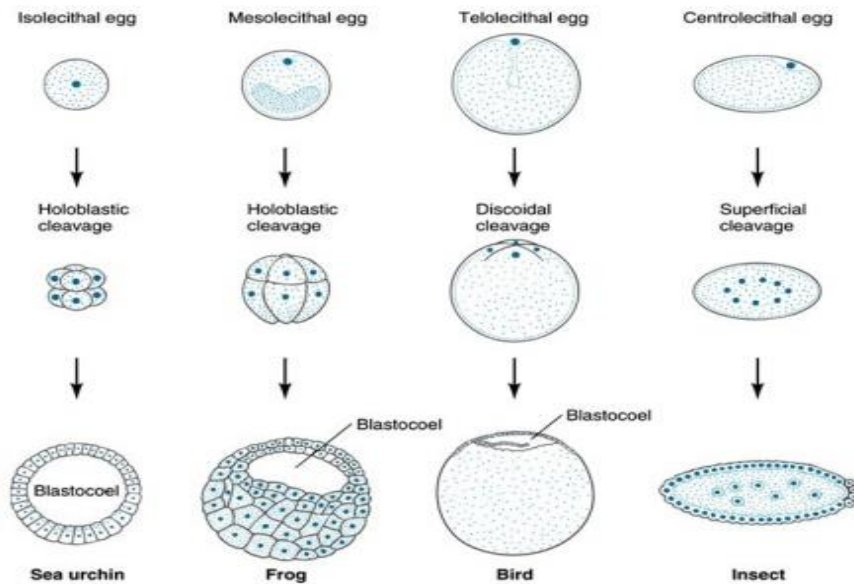 Isolecithal egg
Mesolecithal egg
Telolecithal egg
Centrolecithal egg
Holoblastic
cleavage
Holoblastic
cleavage
Discoidal
cleavage
Superficial
cleavage
Blastocoel
Blastocoel
Blastocoel
Sea urchin
Frog
Bird
Insect